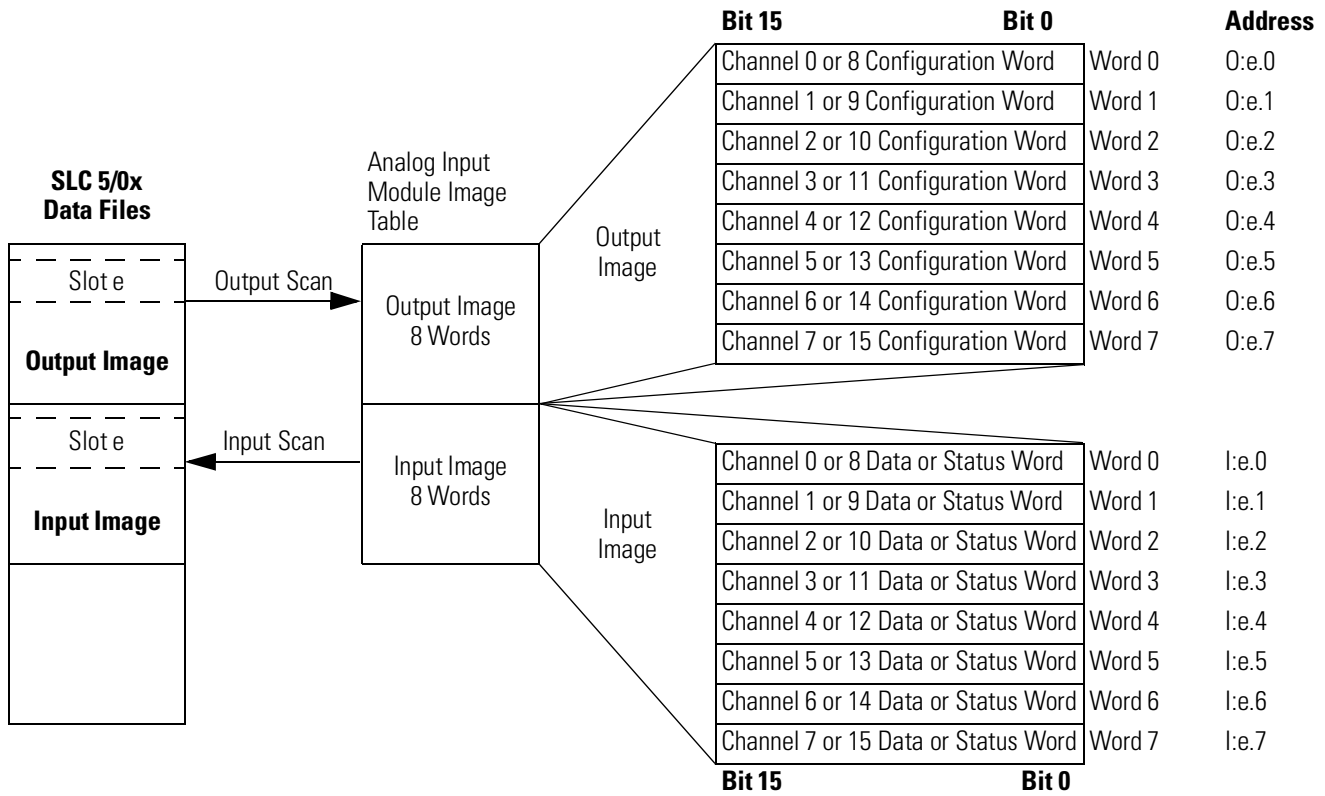 Bit 15 Bit 0 Address
Channel 0 or 8 Configuration Word Word 0 O:e.0
Channel 1 or 9 Configuration Word Word 1 O:e.1
Channel 2 or 10 Configuration Word Word 2 O:e.2
Channel 3 or 11 Configuration Word Word 3 O:e.3
Channel 4 or 12 Configuration Word Word 4 O:e.4
Channel 5 or 13 Configuration Word Word 5 O:e.5
Channel 6 or 14 Configuration Word Word 6 O:e.6
Channel 7 or 15 Configuration Word Word 7 O:e.7
SLC 5/0x
Data Files
Analog Input
Module Image
Table
Output
Image
Slot e
Output Scan
Output Image
8 Words
Output Image
Slot e
Input Scan
Input Image
8 Words
Input Image
Input
Image
Channel 0 or 8 Data or Status Word Word 0 I:e.0
Channel 1 or 9 Data or Status Word Word 1 I:e.1
Channel 2 or 10 Data or Status Word Word 2 I:e.2
Channel 3 or 11 Data or Status Word Word 3 I:e.3
Channel 4 or 12 Data or Status Word Word 4 I:e.4
Channel 5 or 13 Data or Status Word Word 5 I:e.5
Channel 6 or 14 Data or Status Word Word 6 I:e.6
Channel 7 or 15 Data or Status Word Word 7 I:e.7
Bit 15 Bit 0